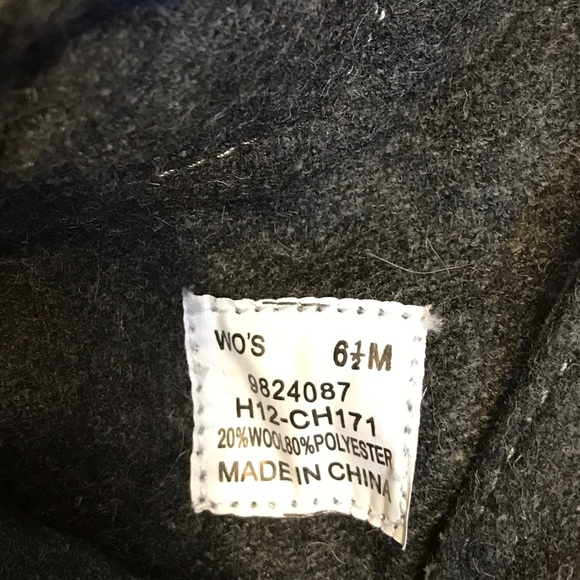 WO'S 6½M
9824087
H12-CH171
20%WOOL80%POLYESTER
MADE IN CHINA